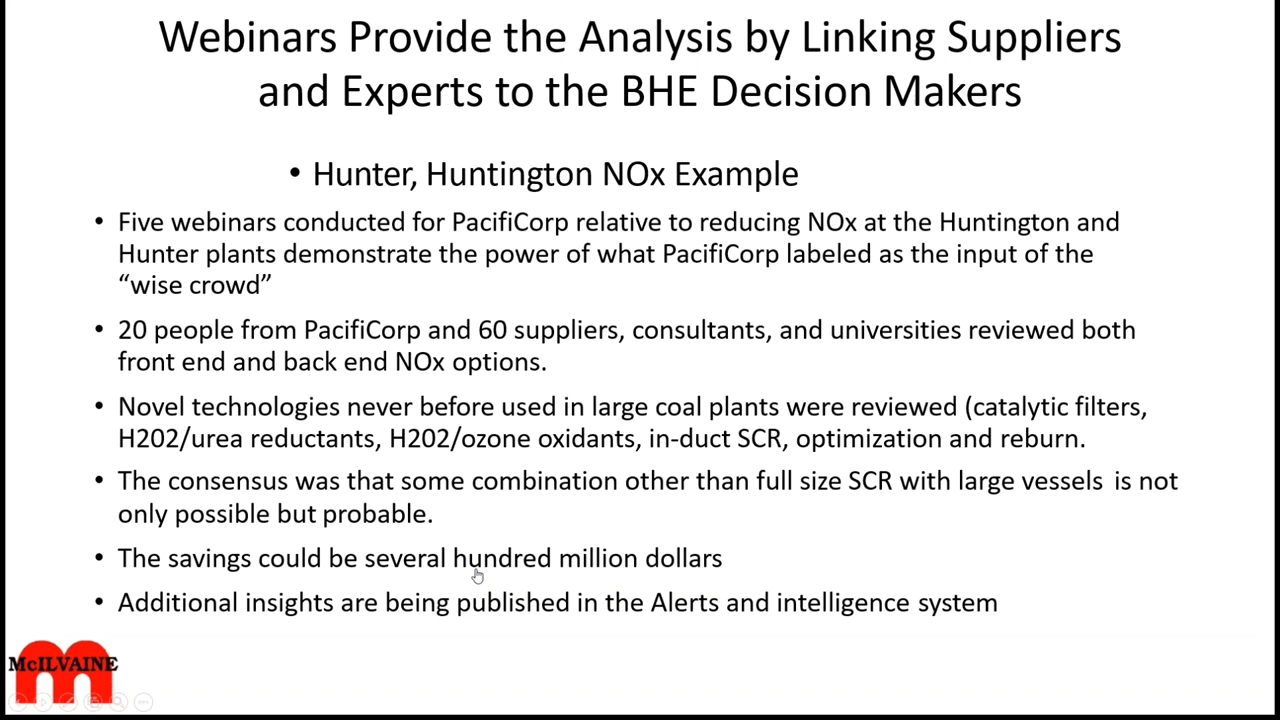 Webinars Provide the Analysis by Linking Suppliers
and Experts to the BHE Decision Makers
• Hunter, Huntington NOx Example
• Five webinars conducted for PacifiCorp relative to reducing NOx at the Huntington and
Hunter plants demonstrate the power of what PacifiCorp labeled as the input of the
“wise crowd”
• 20 people from PacifiCorp and 60 suppliers, consultants, and universities reviewed both
front end and back end NOx options.
• Novel technologies never before used in large coal plants were reviewed (catalytic filters,
H202/urea reductants, H202/ozone oxidants, in-duct SCR, optimization and reburn.
• The consensus was that some combination other than full size SCR with large vessels is not
only possible but probable.
• The savings could be several hundred million dollars
• Additional insights are being published in the Alerts and intelligence system
McILVAINE